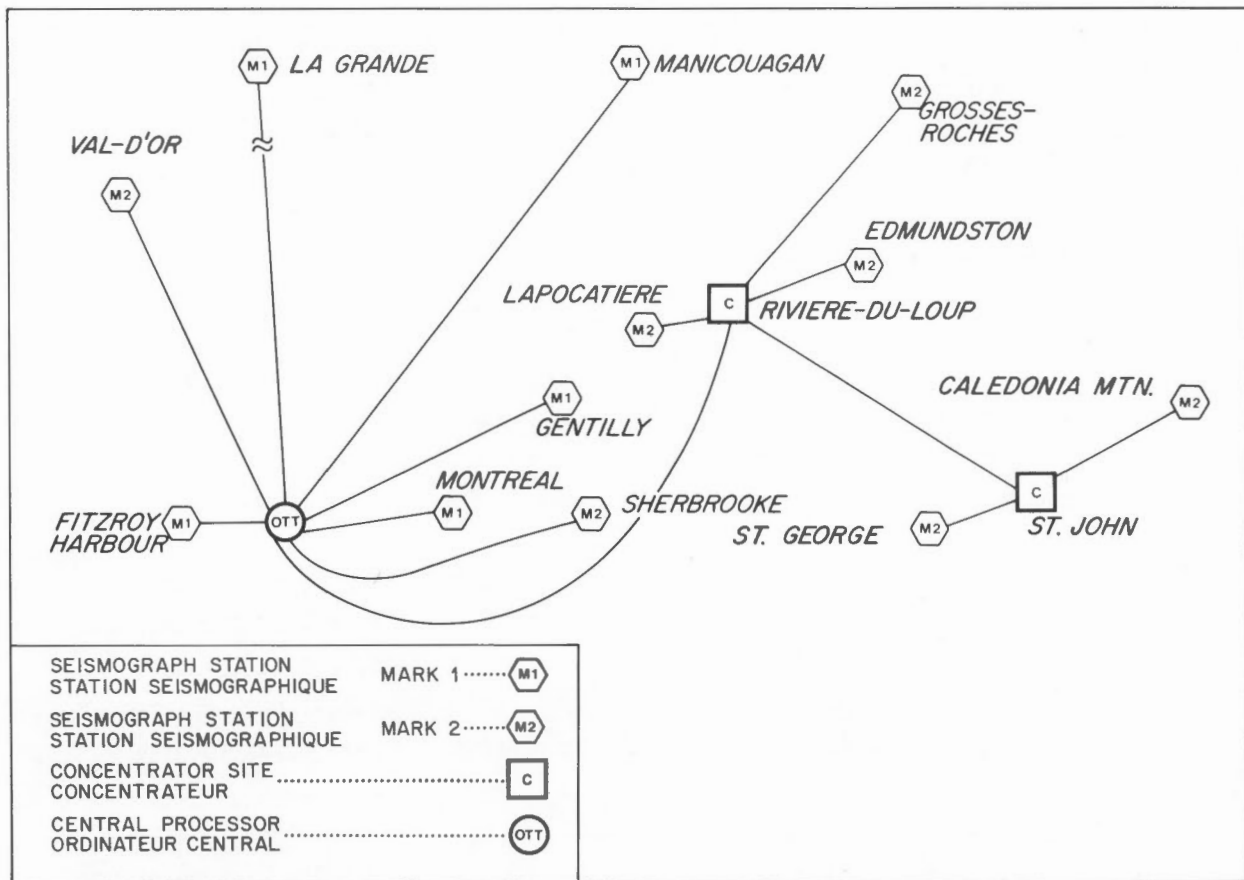 M1 LA GRANDE
M1 MANICOUAGAN
M2
GROSSES-
ROCHES
VAL-D'OR
M2
EDMUNDSTON
M2
LAPOCATIERE
M2
C
RIVIERE-DU-LOUP
CALEDONIA MTN.
M2
M1
GENTILLY
MONTREAL
M1
M2
SHERBROOKE
C
ST. JOHN
ST. GEORGE
M2
FITZROY
HARBOUR
M1
OTT
SEISMOGRAPH STATION
STATION SEISMOGRAPHIQUE
MARK 1 ...... M1
SEISMOGRAPH STATION
STATION SEISMOGRAPHIQUE
MARK 2 ...... M2
CONCENTRATOR SITE
CONCENTRATEUR
C
CENTRAL PROCESSOR
ORDINATEUR CENTRAL
OTT